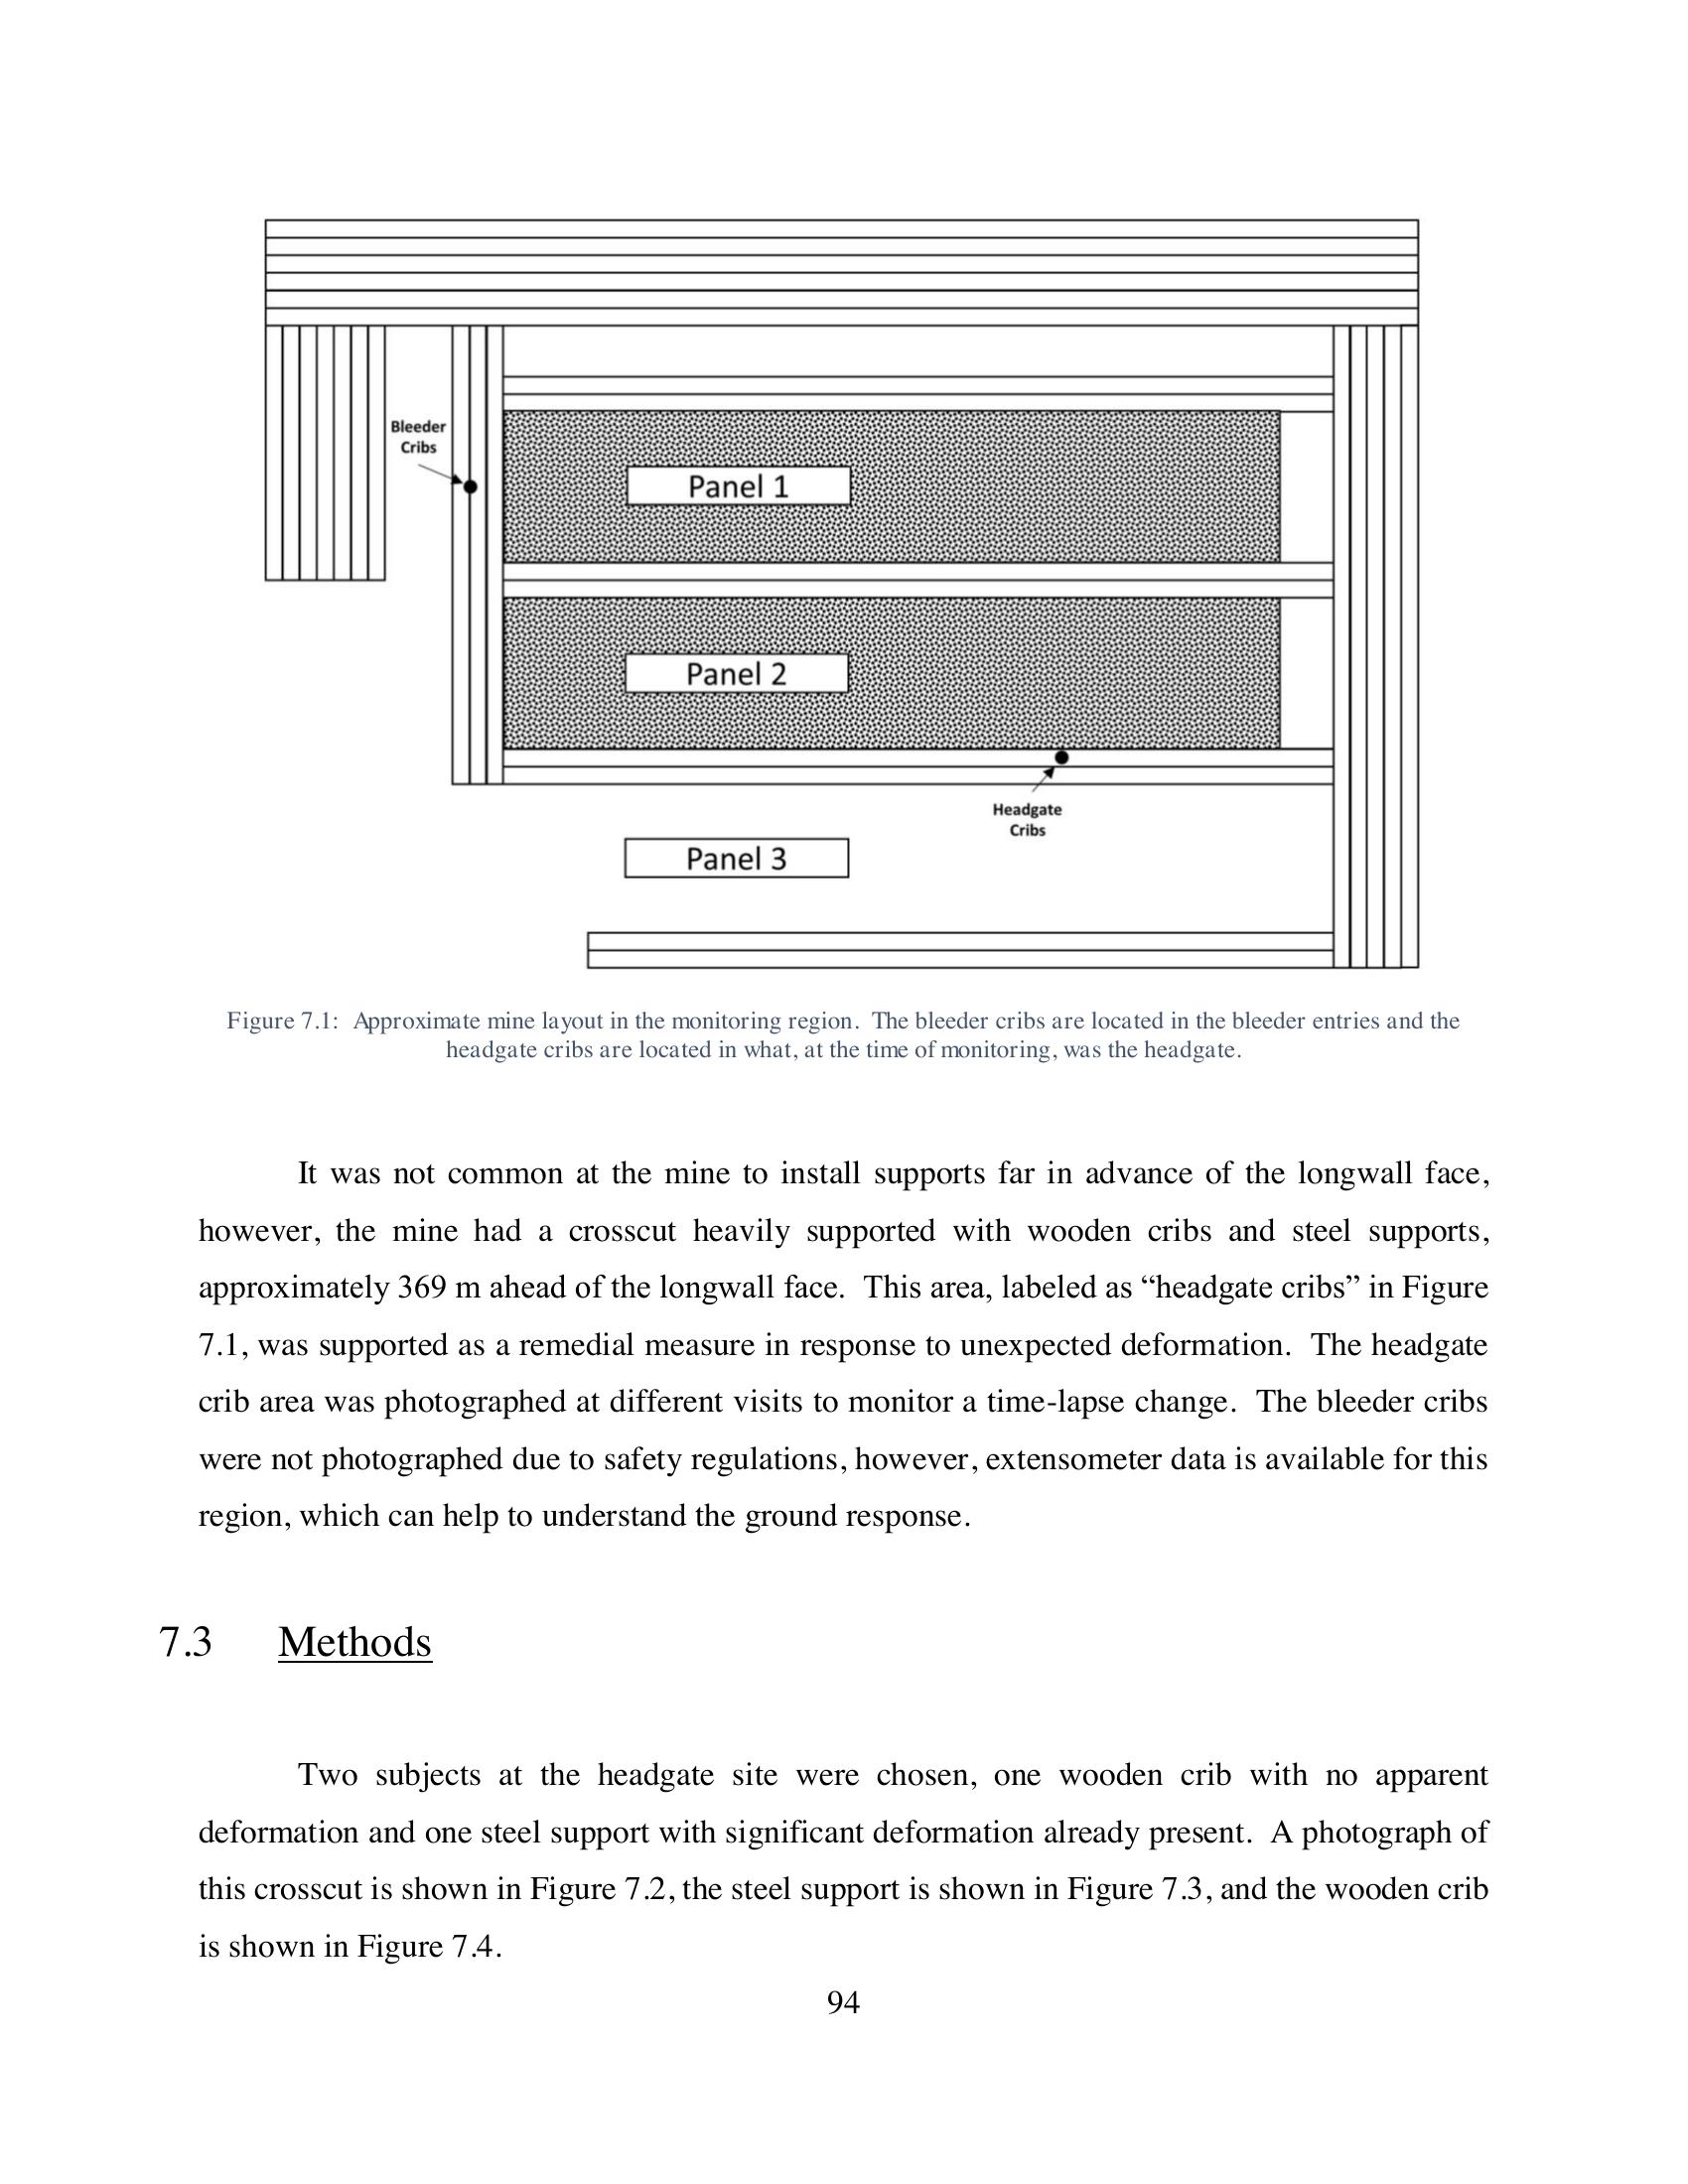 Bleeder
Cribs
Panel 1
Panel 2
Headgate
Cribs
Panel 3
Figure 7.1:  Approximate mine layout in the monitoring region.  The bleeder cribs are located in the bleeder entries and the
headgate cribs are located in what, at the time of monitoring, was the headgate.
It was not common at the mine to install supports far in advance of the longwall face,
however, the mine had a crosscut heavily supported with wooden cribs and steel supports,
approximately 369 m ahead of the longwall face.  This area, labeled as “headgate cribs” in Figure
7.1, was supported as a remedial measure in response to unexpected deformation.  The headgate
crib area was photographed at different visits to monitor a time-lapse change.  The bleeder cribs
were not photographed due to safety regulations, however, extensometer data is available for this
region, which can help to understand the ground response.
7.3 Methods
Two subjects at the headgate site were chosen, one wooden crib with no apparent
deformation and one steel support with significant deformation already present.  A photograph of
this crosscut is shown in Figure 7.2, the steel support is shown in Figure 7.3, and the wooden crib
is shown in Figure 7.4.
94